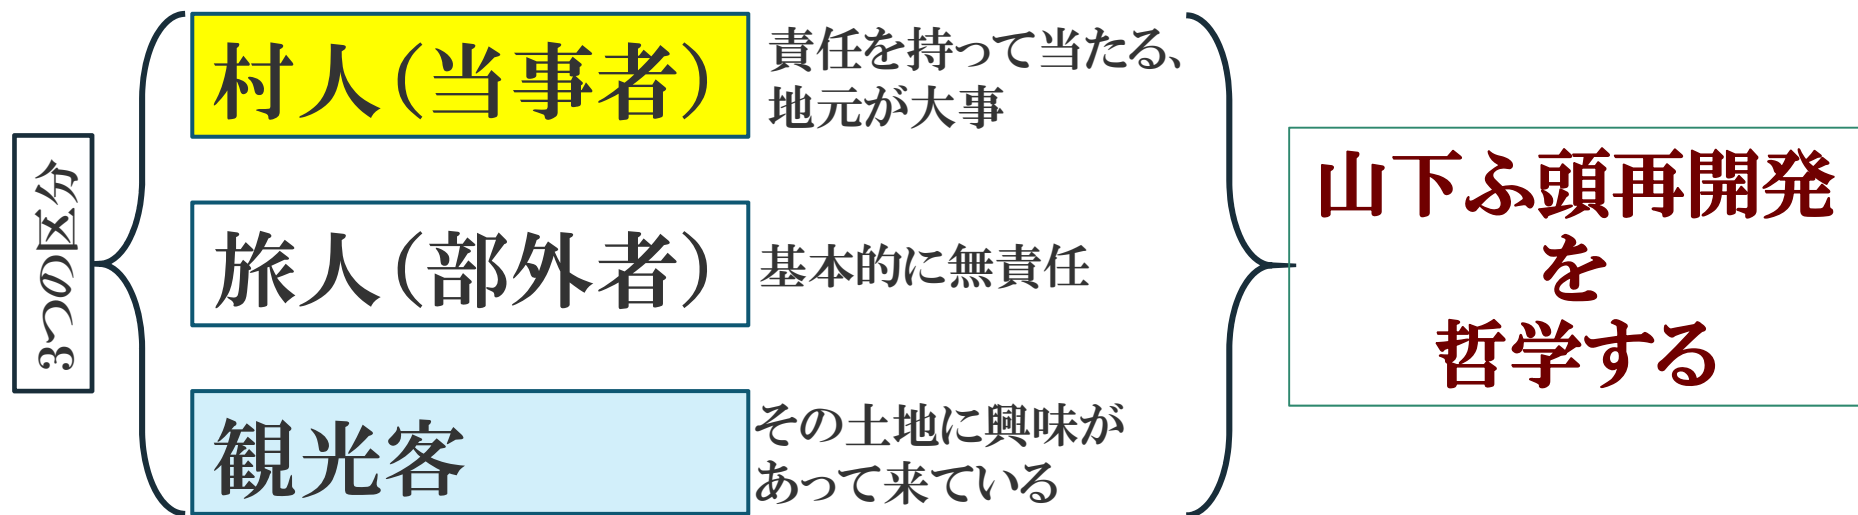 3つの区分
村人（当事者）
責任を持って当たる、
地元が大事
旅人（部外者）
基本的に無責任
観光客
その土地に興味が
あって来ている
山下ふ頭再開発
を
哲学する